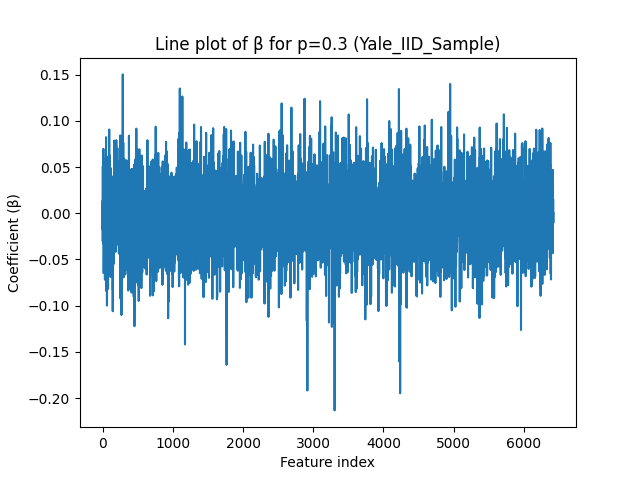 Line plot of β for p=0.3 (Yale_IID_Sample)
0.15
0.10
0.05
0.00
−0.05
−0.10
−0.15
−0.20
Coefficient (β)
0 1000 2000 3000 4000 5000 6000
Feature index